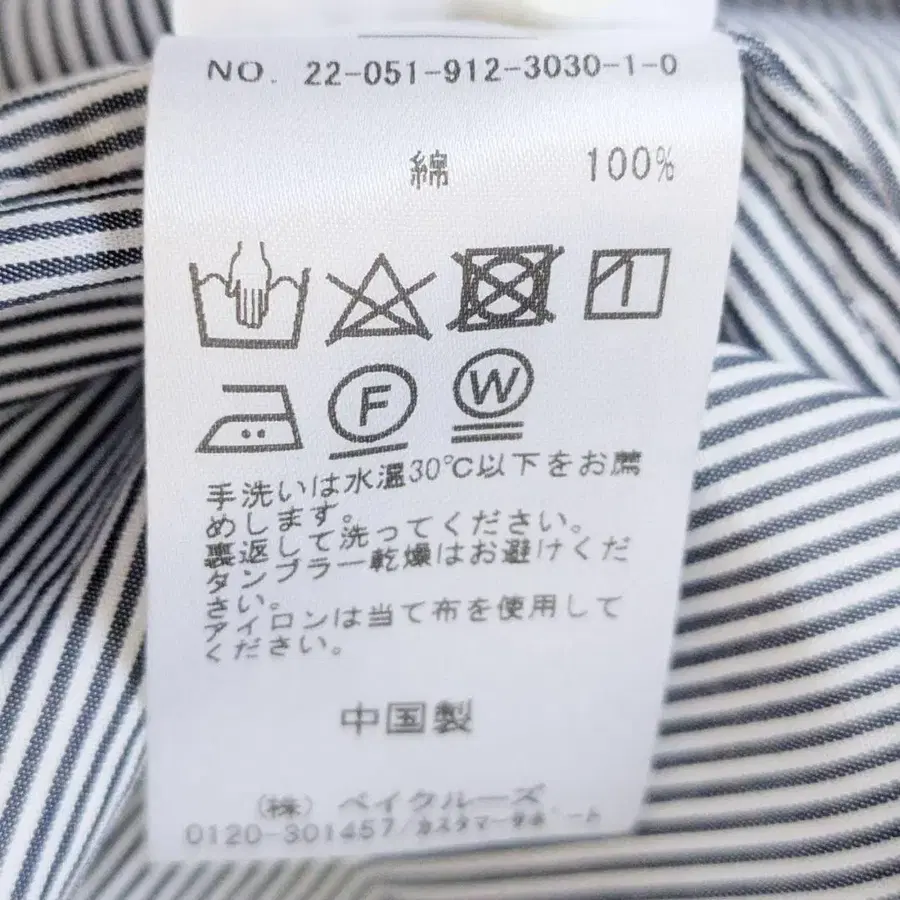 NO. 22-051-912-3030-1-0
綿 100%
F W
手洗いは水温30℃以下をお薦
めします。
裏返して洗ってください。
タンブラー乾燥はお避けくだ
さい。
アイロンは当て布を使用して
ください。
中国製
(株) ベイクルーズ
0120-301457/カスタマーサポート